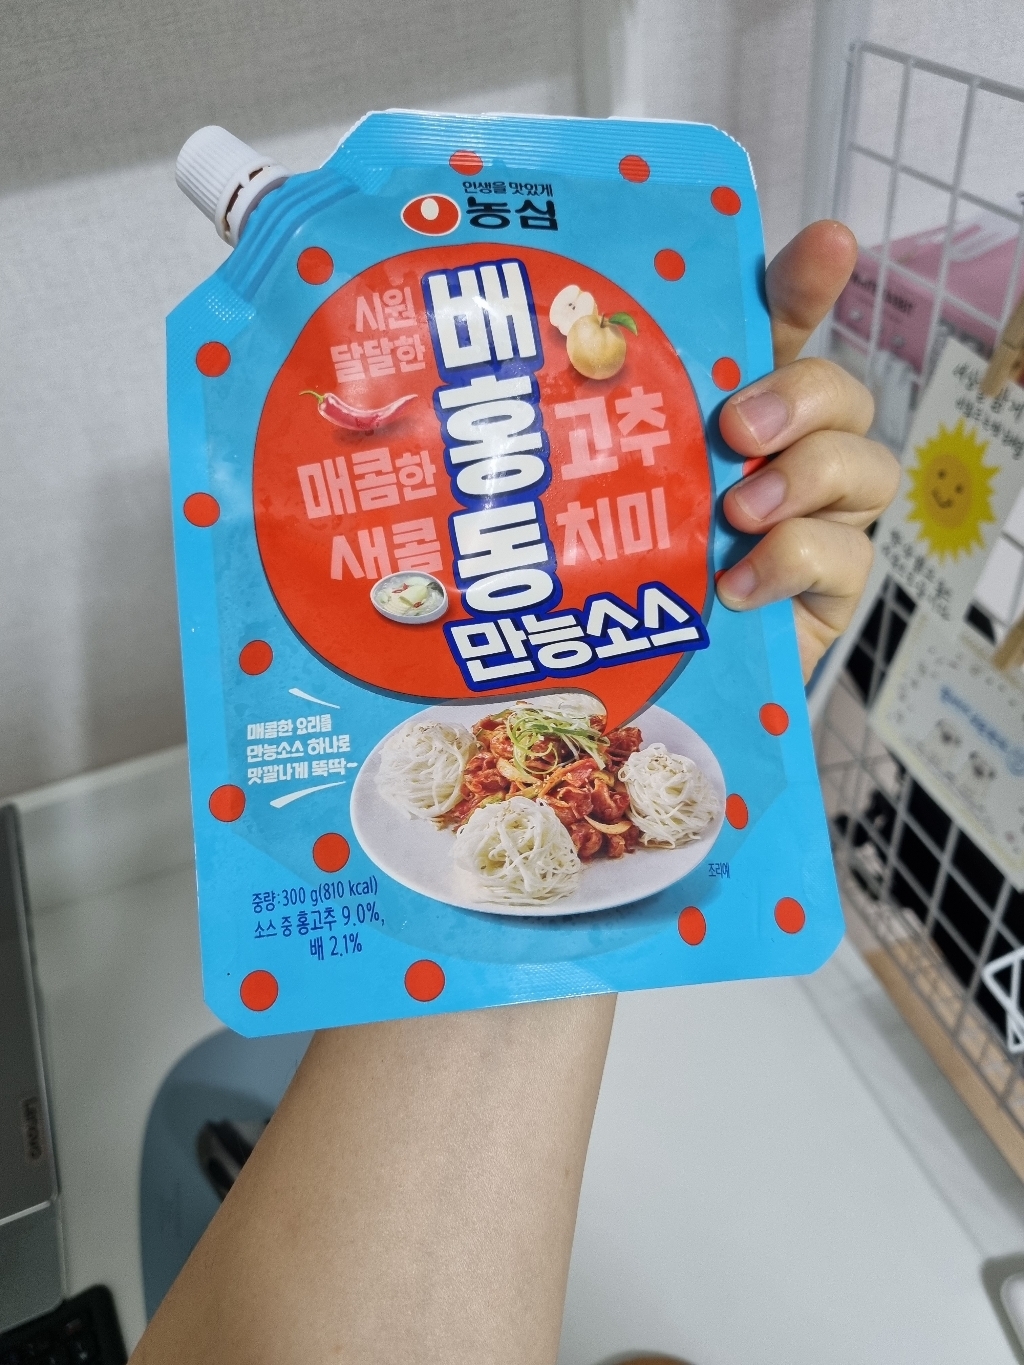 인생을 맛있게
농심
시원
달달한
배
매콤한
홍
고추
새콤
동
치미
만능소스
매콤한 요리를
만능소스 하나로
맛깔나게 뚝딱~
조리예
중량:300 g(810 kcal)
소스 중 홍고추 9.0%,
배 2.1%
Lenovo